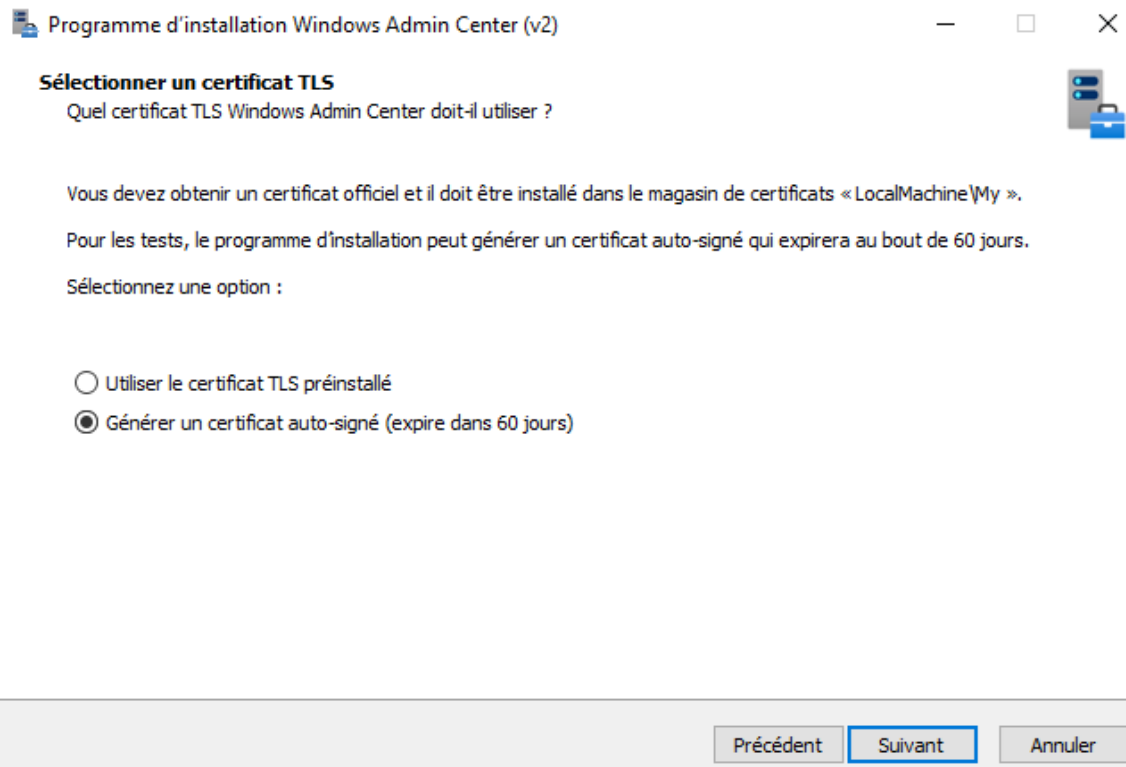 Programme d'installation Windows Admin Center (v2)
Sélectionner un certificat TLS
Quel certificat TLS Windows Admin Center doit-il utiliser ?
Vous devez obtenir un certificat officiel et il doit être installé dans le magasin de certificats « LocalMachine\My ».
Pour les tests, le programme d'installation peut générer un certificat auto-signé qui expirera au bout de 60 jours.
Sélectionnez une option :
Utiliser le certificat TLS préinstallé
Générer un certificat auto-signé (expire dans 60 jours)
Précédent Suivant Annuler